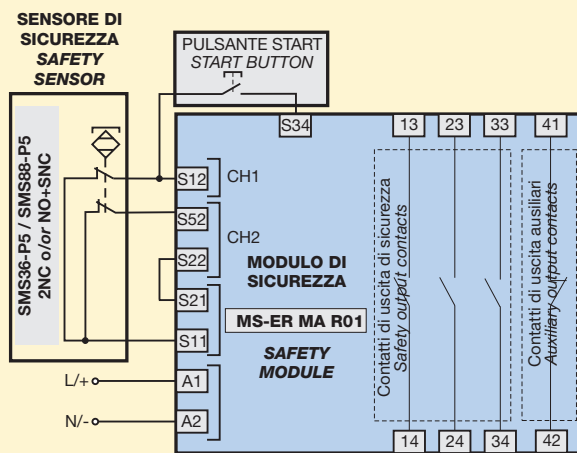 SENSORE DI
SICUREZZA
SAFETY
SENSOR
PULSANTE START
START BUTTON
S34
13
23
33
41
SMS36-P5 / SMS88-P5
2NC o/or NO+SNC
S12
CH1
S52
CH2
S22
S21
S11
MODULO DI
SICUREZZA
MS-ER MA R01
SAFETY
MODULE
Contatti di uscita di sicurezza
Safety output contacts
Contatti di uscita ausiliari
Auxiliary output contacts
L/+
A1
N/-
A2
14
24
34
42